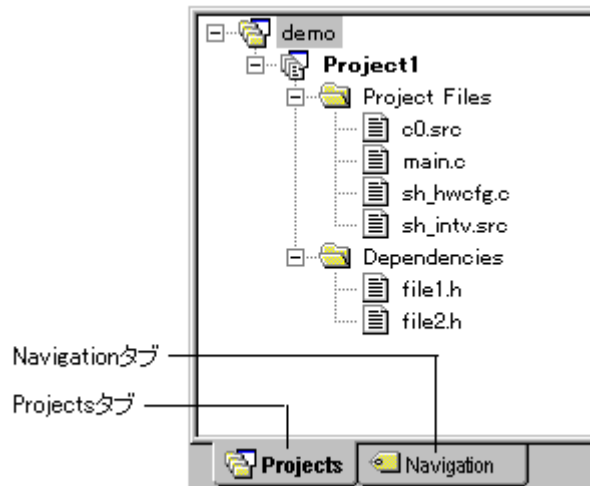 demo
Project1
Project Files
c0.src
main.c
sh_hwcfg.c
sh_intv.src
Dependencies
file1.h
file2.h
Navigationタブ
Projectsタブ
Projects
Navigation